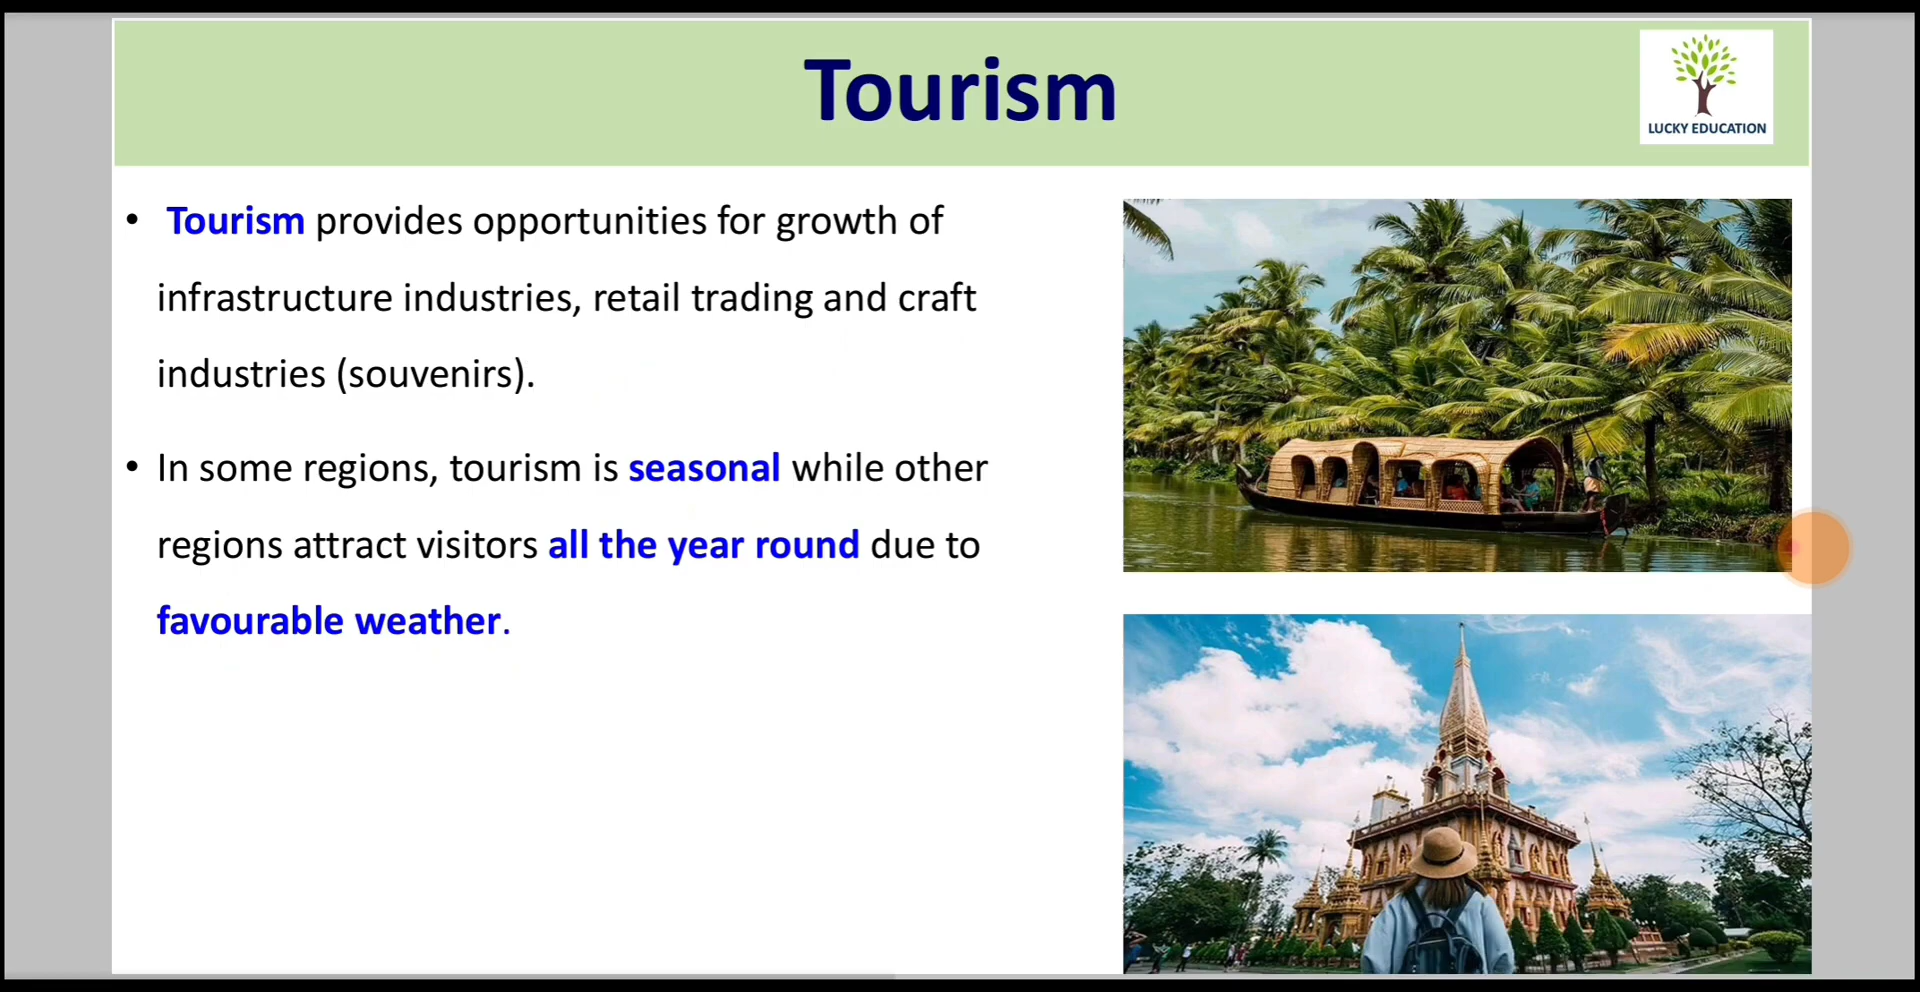 Tourism
LUCKY EDUCATION
• Tourism provides opportunities for growth of
infrastructure industries, retail trading and craft
industries (souvenirs).
• In some regions, tourism is seasonal while other
regions attract visitors all the year round due to
favourable weather.